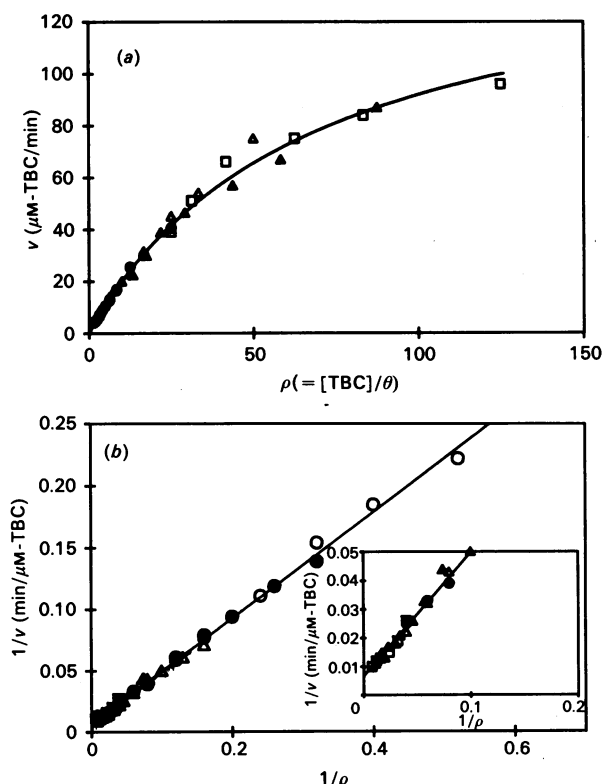 120
(a)
100
80
60
40
20
0
v (μM-TBC/min)
0 50 100 150
ρ(= [TBC]/θ)
0.25
(b)
0.20
0.15
0.10
0.05
0
1/v (min/μM-TBC)
0.05
0.04
0.03
0.02
0.01
1/v (min/μM-TBC)
0 0.1 0.2
1/ρ
0 0.2 0.4 0.6
1/ρ